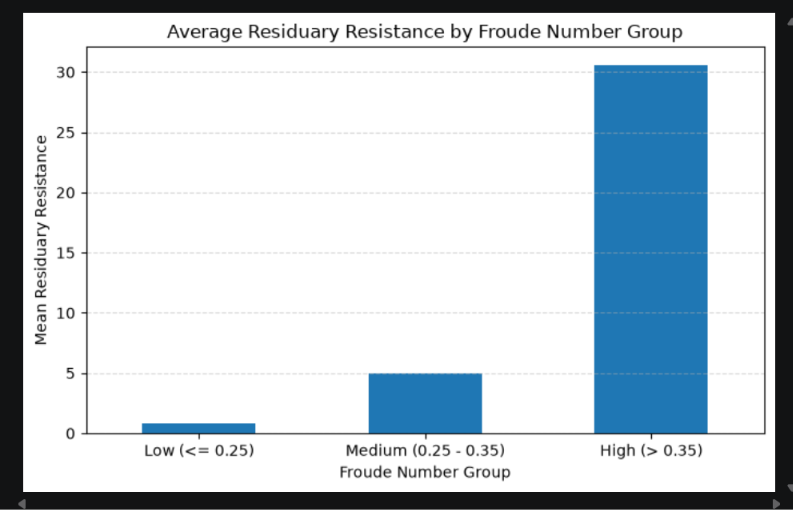 Average Residuary Resistance by Froude Number Group
Mean Residuary Resistance
30
25
20
15
10
5
0
Low (<= 0.25)
Medium (0.25 - 0.35)
High (> 0.35)
Froude Number Group